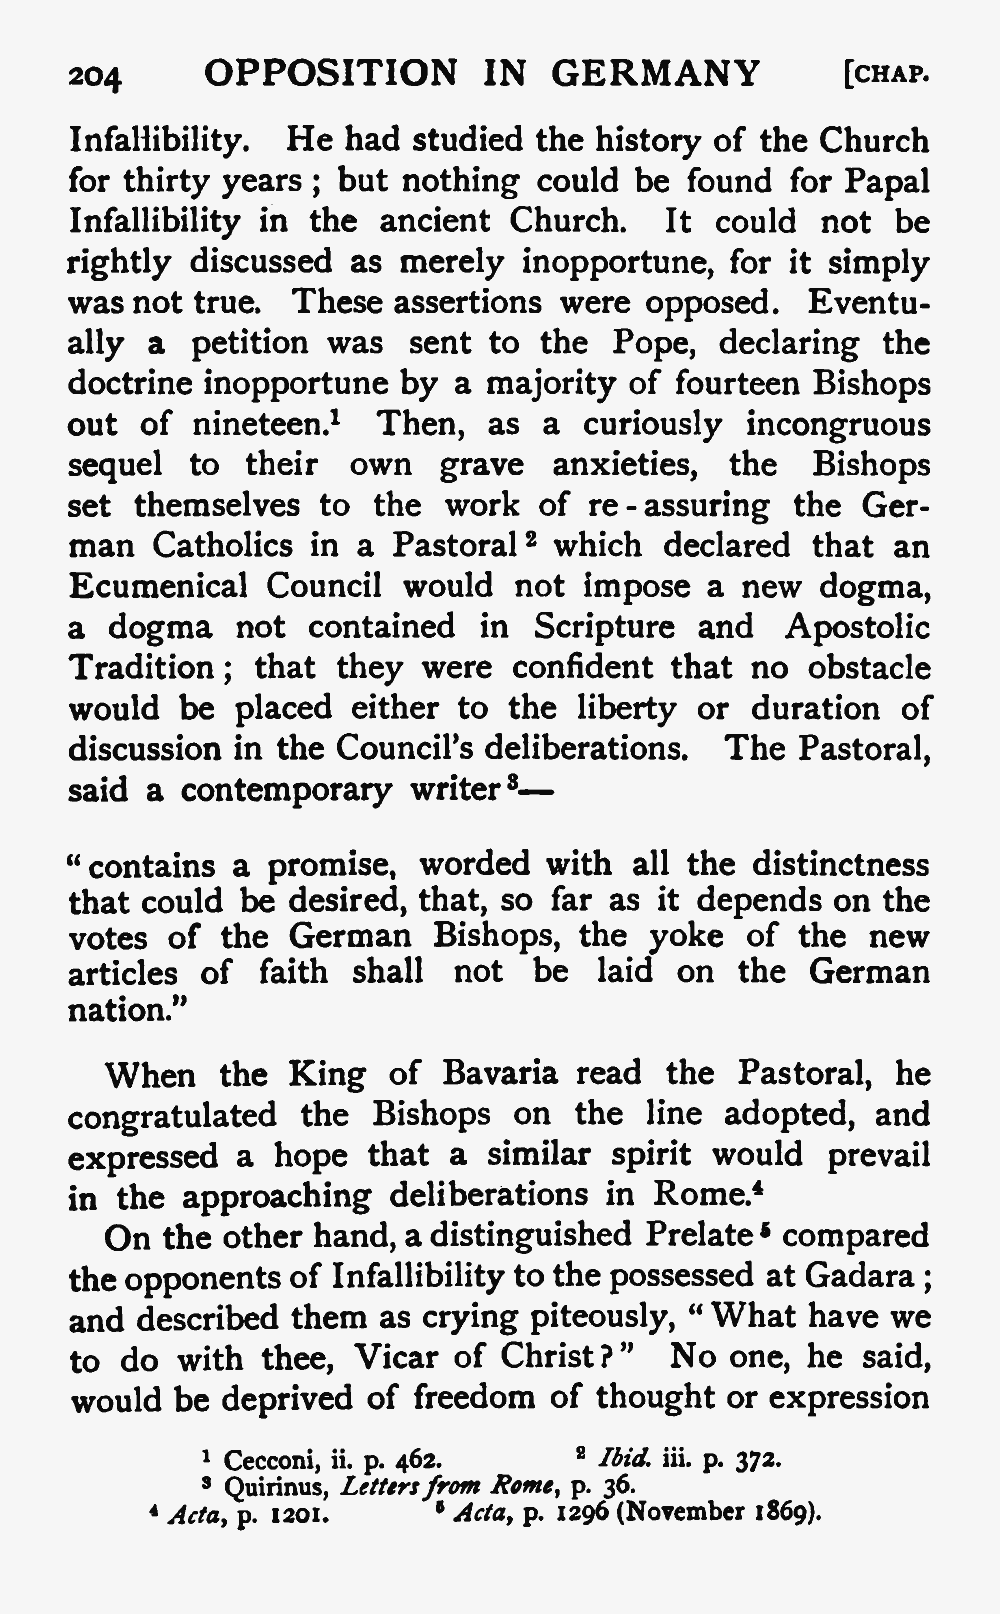 204 OPPOSITION IN GERMANY [CHAP.
Infallibility. He had studied the history of the Church
for thirty years ; but nothing could be found for Papal
Infallibility in the ancient Church. It could not be
rightly discussed as merely inopportune, for it simply
was not true. These assertions were opposed. Eventu-
ally a petition was sent to the Pope, declaring the
doctrine inopportune by a majority of fourteen Bishops
out of nineteen.¹ Then, as a curiously incongruous
sequel to their own grave anxieties, the Bishops
set themselves to the work of re-assuring the Ger-
man Catholics in a Pastoral ² which declared that an
Ecumenical Council would not impose a new dogma,
a dogma not contained in Scripture and Apostolic
Tradition ; that they were confident that no obstacle
would be placed either to the liberty or duration of
discussion in the Council's deliberations. The Pastoral,
said a contemporary writer ³—
“contains a promise, worded with all the distinctness
that could be desired, that, so far as it depends on the
votes of the German Bishops, the yoke of the new
articles of faith shall not be laid on the German
nation.”
When the King of Bavaria read the Pastoral, he
congratulated the Bishops on the line adopted, and
expressed a hope that a similar spirit would prevail
in the approaching deliberations in Rome.⁴
On the other hand, a distinguished Prelate ⁵ compared
the opponents of Infallibility to the possessed at Gadara ;
and described them as crying piteously, “What have we
to do with thee, Vicar of Christ?” No one, he said,
would be deprived of freedom of thought or expression
¹ Cecconi, ii. p. 462. ² Ibid. iii. p. 372.
³ Quirinus, Letters from Rome, p. 36.
⁴ Acta, p. 1201. ⁵ Acta, p. 1296 (November 1869).